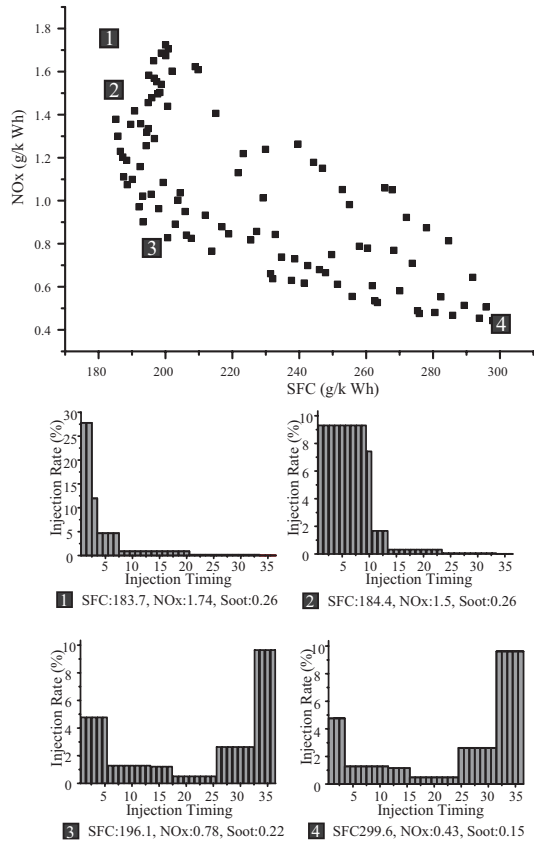 NOx (g/k Wh)
1.8
1.6
1.4
1.2
1.0
0.8
0.6
0.4
1
2
3
4
180 200 220 240 260 280 300
SFC (g/k Wh)
Injection Rate (%)
30
25
20
15
10
5
0
5 10 15 20 25 30 35
Injection Timing
1 SFC:183.7, NOx:1.74, Soot:0.26
Injection Rate (%)
10
8
6
4
2
0
5 10 15 20 25 30 35
Injection Timing
2 SFC:184.4, NOx:1.5, Soot:0.26
Injection Rate (%)
10
8
6
4
2
0
5 10 15 20 25 30 35
Injection Timing
3 SFC:196.1, NOx:0.78, Soot:0.22
Injection Rate (%)
10
8
6
4
2
0
5 10 15 20 25 30 35
Injection Timing
4 SFC299.6, NOx:0.43, Soot:0.15